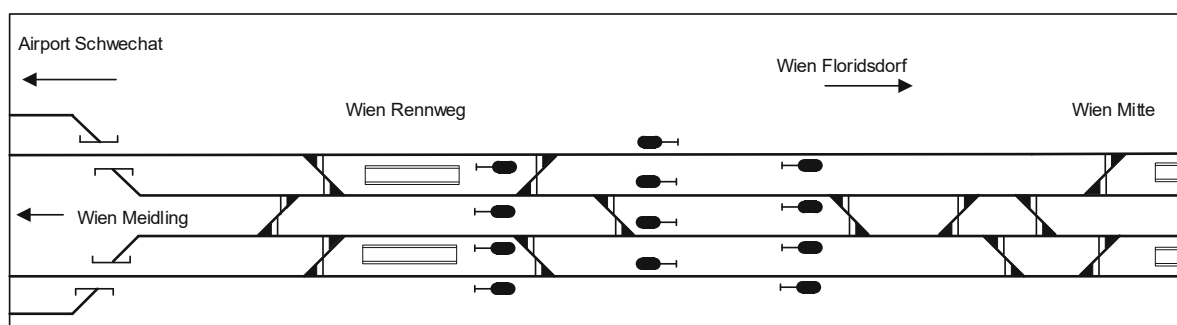 Airport Schwechat
Wien Floridsdorf
Wien Rennweg
Wien Mitte
Wien Meidling